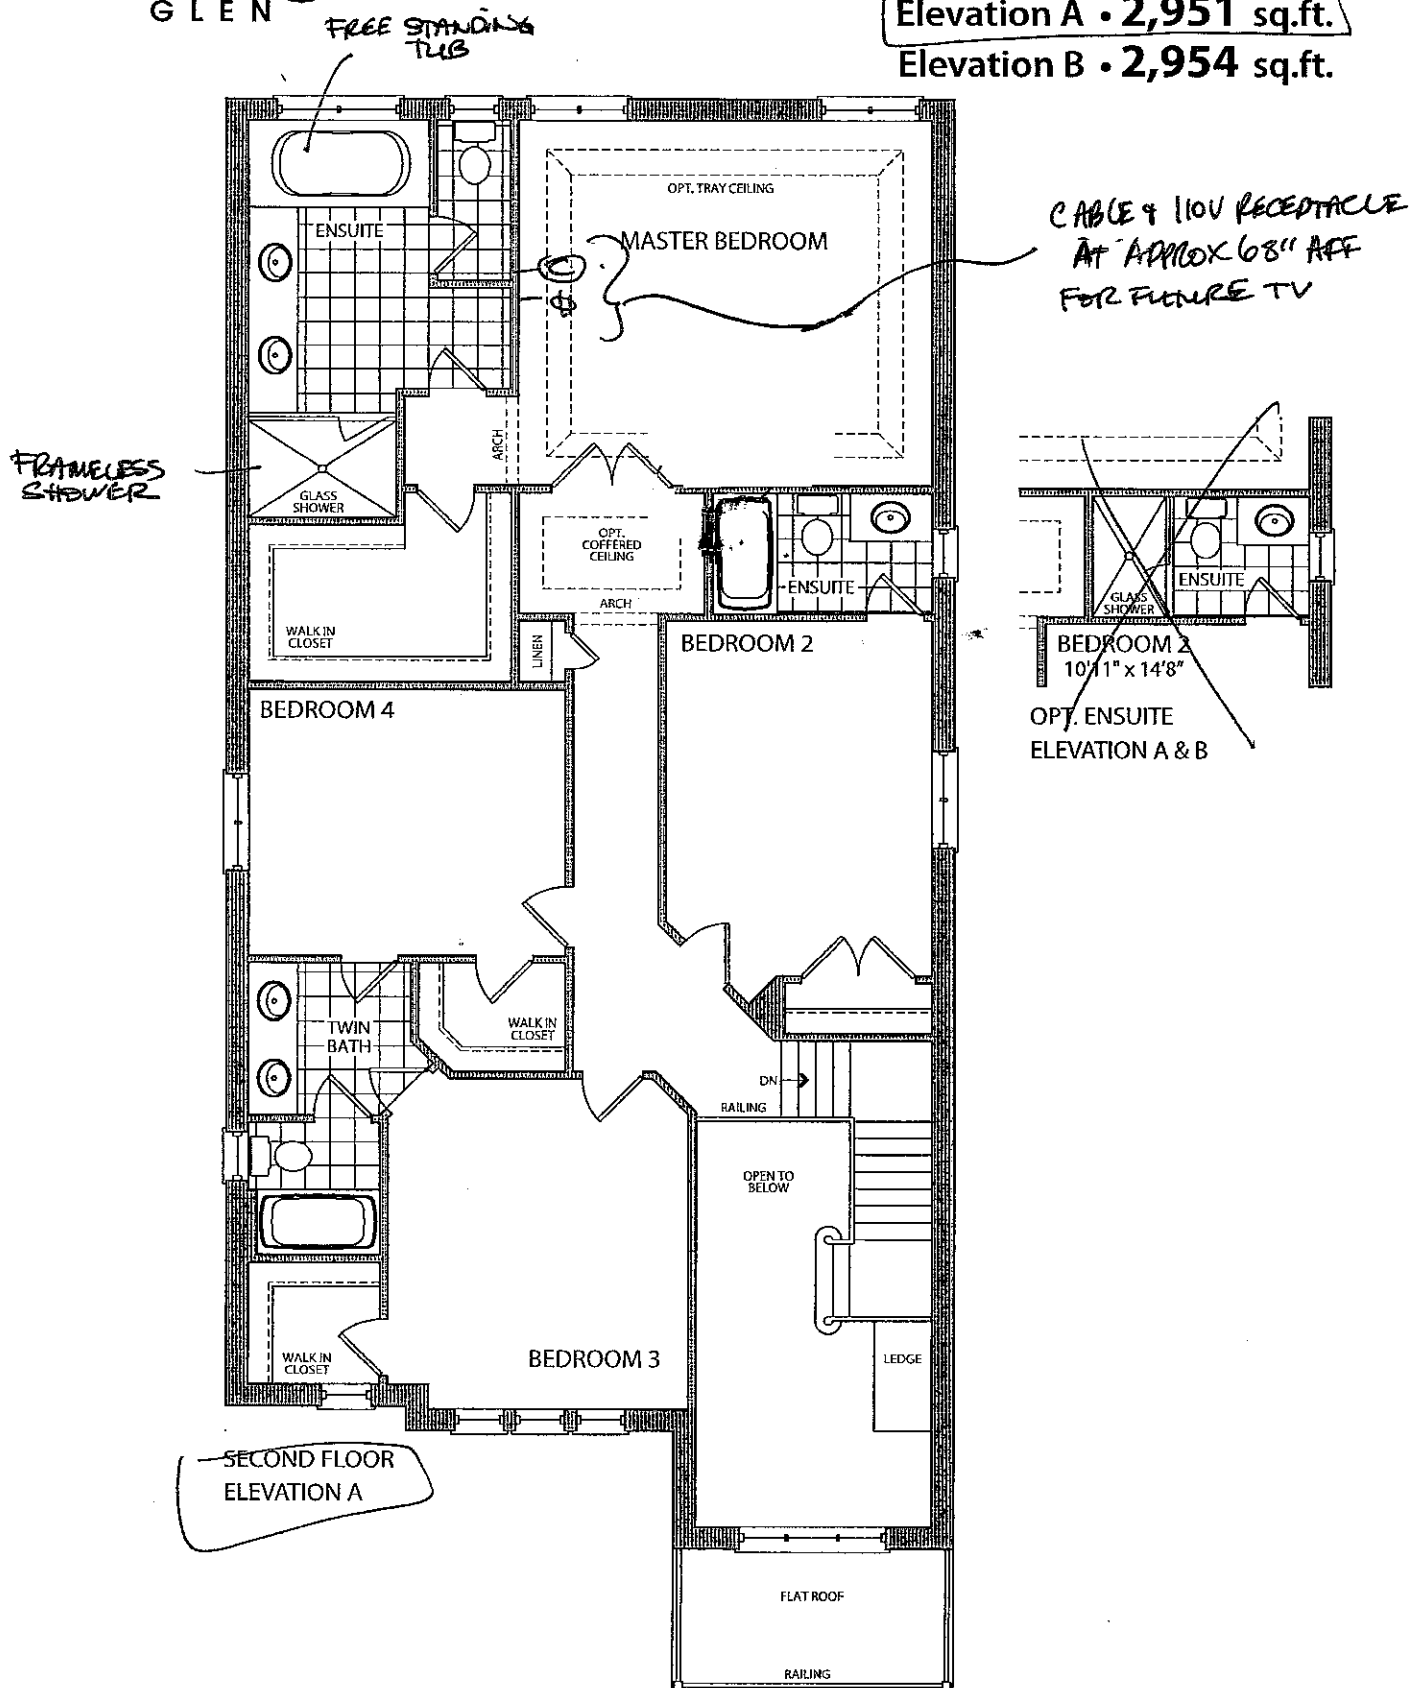 GLEN
Elevation A • 2,951 sq.ft.
Elevation B • 2,954 sq.ft.
FREE STANDING
TUB
OPT. TRAY CEILING
ENSUITE
MASTER BEDROOM
CABLE & 110V RECEPTACLE
AT APPROX 68" AFF
FOR FUTURE TV
ARCH
FRAMELESS
SHOWER
GLASS
SHOWER
OPT.
COFFERED
CEILING
ENSUITE
ARCH
WALK IN
CLOSET
LINEN
BEDROOM 2
ENSUITE
GLASS
SHOWER
BEDROOM 2
10'11" x 14'8"
OPT. ENSUITE
ELEVATION A & B
BEDROOM 4
TWIN
BATH
WALK IN
CLOSET
DN
RAILING
OPEN TO
BELOW
WALK IN
CLOSET
BEDROOM 3
LEDGE
SECOND FLOOR
ELEVATION A
FLAT ROOF
RAILING